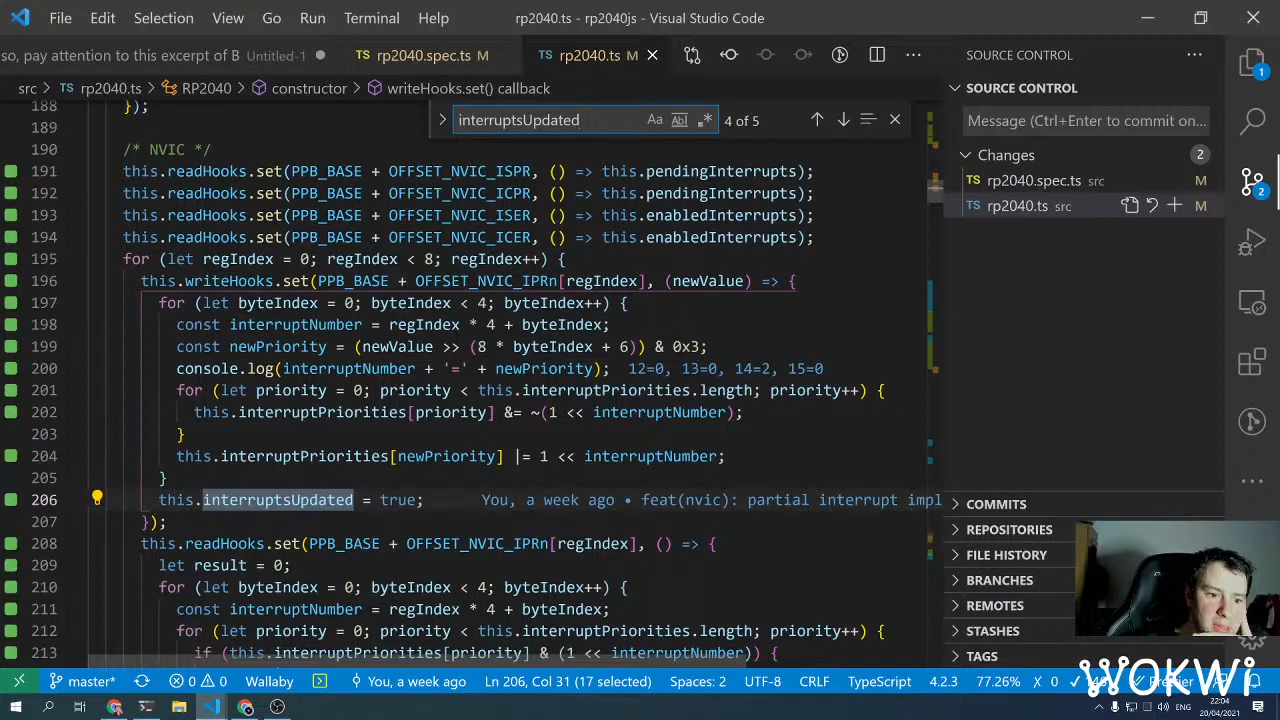 File Edit Selection View Go Run Terminal Help rp2040.ts - rp2040js - Visual Studio Code
so, pay attention to this excerpt of B Untitled-1 rp2040.spec.ts M rp2040.ts M
src > TS rp2040.ts > RP2040 > constructor > writeHooks.set() callback
interruptsUpdated Aa Abl .* 4 of 5
188 });
189
190 /* NVIC */
191 this.readHooks.set(PPB_BASE + OFFSET_NVIC_ISPR, () => this.pendingInterrupts);
192 this.readHooks.set(PPB_BASE + OFFSET_NVIC_ICPR, () => this.pendingInterrupts);
193 this.readHooks.set(PPB_BASE + OFFSET_NVIC_ISER, () => this.enabledInterrupts);
194 this.readHooks.set(PPB_BASE + OFFSET_NVIC_ICER, () => this.enabledInterrupts);
195 for (let regIndex = 0; regIndex < 8; regIndex++) {
196 this.writeHooks.set(PPB_BASE + OFFSET_NVIC_IPRn[regIndex], (newValue) => {
197 for (let byteIndex = 0; byteIndex < 4; byteIndex++) {
198 const interruptNumber = regIndex * 4 + byteIndex;
199 const newPriority = (newValue >> (8 * byteIndex + 6)) & 0x3;
200 console.log(interruptNumber + '=' + newPriority); 12=0, 13=0, 14=2, 15=0
201 for (let priority = 0; priority < this.interruptPriorities.length; priority++) {
202 this.interruptPriorities[priority] &= ~(1 << interruptNumber);
203 }
204 this.interruptPriorities[newPriority] |= 1 << interruptNumber;
205 }
206 this.interruptsUpdated = true; You, a week ago • feat(nvic): partial interrupt impl
207 });
208 this.readHooks.set(PPB_BASE + OFFSET_NVIC_IPRn[regIndex], () => {
209 let result = 0;
210 for (let byteIndex = 0; byteIndex < 4; byteIndex++) {
211 const interruptNumber = regIndex * 4 + byteIndex;
212 for (let priority = 0; priority < this.interruptPriorities.length; priority++) {
213 if (this.interruptPriorities[priority] & (1 << interruptNumber)) {
SOURCE CONTROL
SOURCE CONTROL
Message (Ctrl+Enter to commit on...
Changes 2
rp2040.spec.ts src M
rp2040.ts src M
COMMITS
REPOSITORIES
FILE HISTORY
BRANCHES
REMOTES
STASHES
TAGS
1
2
master* 0 0 Wallaby You, a week ago Ln 206, Col 31 (17 selected) Spaces: 2 UTF-8 CRLF TypeScript 4.2.3 77.26% X 0
WOKWi
ENG 22:04
20/04/2021